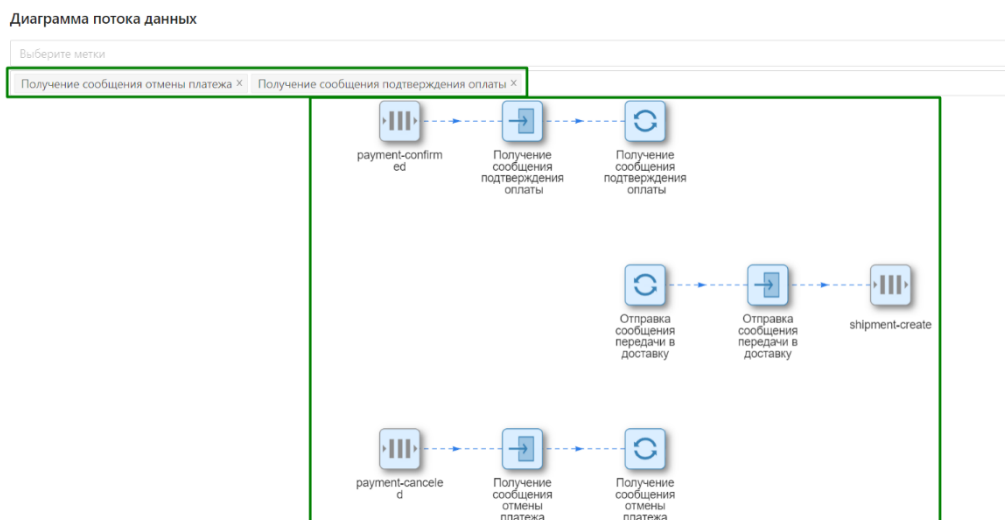 Диаграмма потока данных
Выберите метки
Получение сообщения отмены платежа × Получение сообщения подтверждения оплаты ×
payment-confirm
ed
Получение
сообщения
подтверждения
оплаты
Получение
сообщения
подтверждения
оплаты
Отправка
сообщения
передачи в
доставку
Отправка
сообщения
передачи в
доставку
shipment-create
payment-cancele
d
Получение
сообщения
отмены
платежа
Получение
сообщения
отмены
платежа